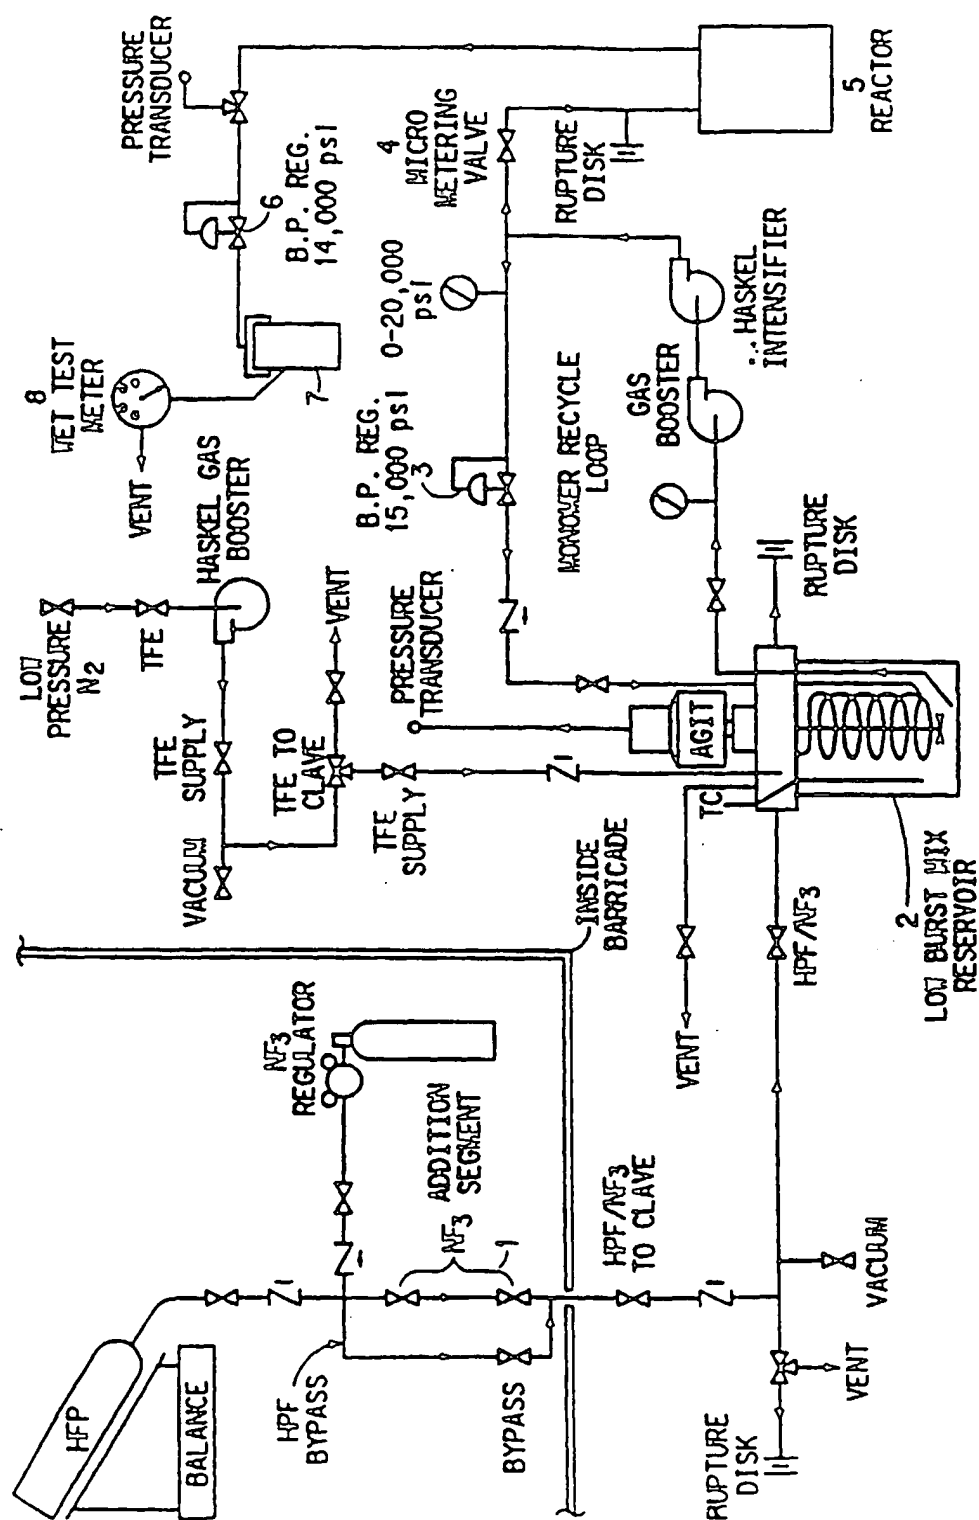 HFP
BALANCE
HPF
BYPASS
BYPASS
NF3
REGULATOR
NF3 ADDITION
SEGMENT
1
INSIDE
BARRICADE
HPF/NF3
TO CLAVE
RUPTURE
DISK
VENT
VACUUM
HPF/NF3
VENT
TC
2
LOW BURST MIX
RESERVOIR
LOW
PRESSURE
N2
TFE
HASKEL GAS
BOOSTER
TFE
SUPPLY
VACUUM
TFE TO
CLAVE
VENT
TFE
SUPPLY
PRESSURE
TRANSDUCER
AGIT
RUPTURE
DISK
MONOMER RECYCLE
LOOP
GAS
BOOSTER
HASKEL
INTENSIFIER
B.P. REG.
15,000 psi
3
0-20,000
psi
4
MICRO
METERING
VALVE
RUPTURE
DISK
5
REACTOR
PRESSURE
TRANSDUCER
6
B.P. REG.
14,000 psi
7
8
WET TEST
METER
VENT